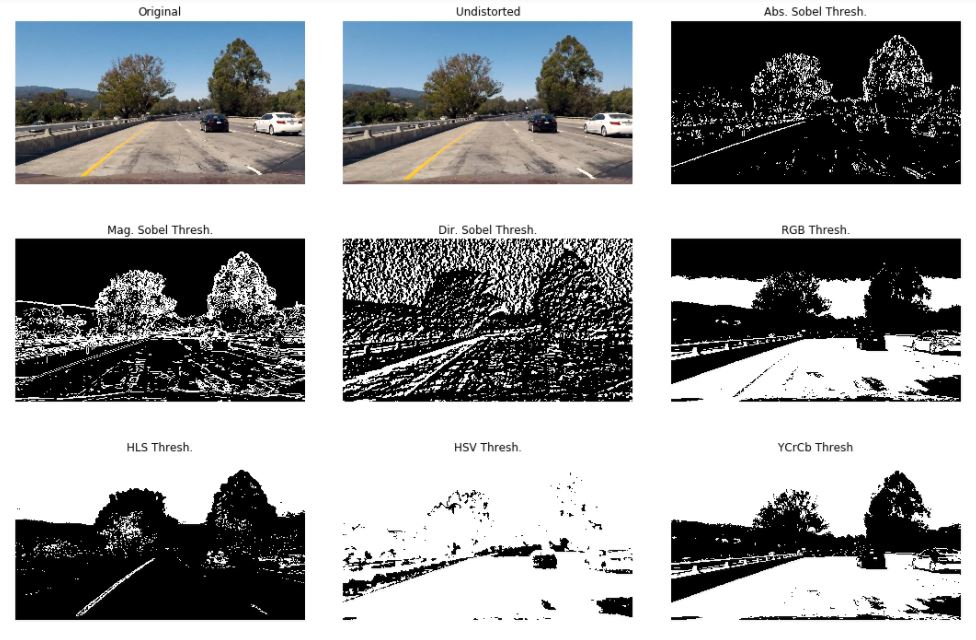 Original
Undistorted
Abs. Sobel Thresh.
Mag. Sobel Thresh.
Dir. Sobel Thresh.
RGB Thresh.
HLS Thresh.
HSV Thresh.
YCrCb Thresh